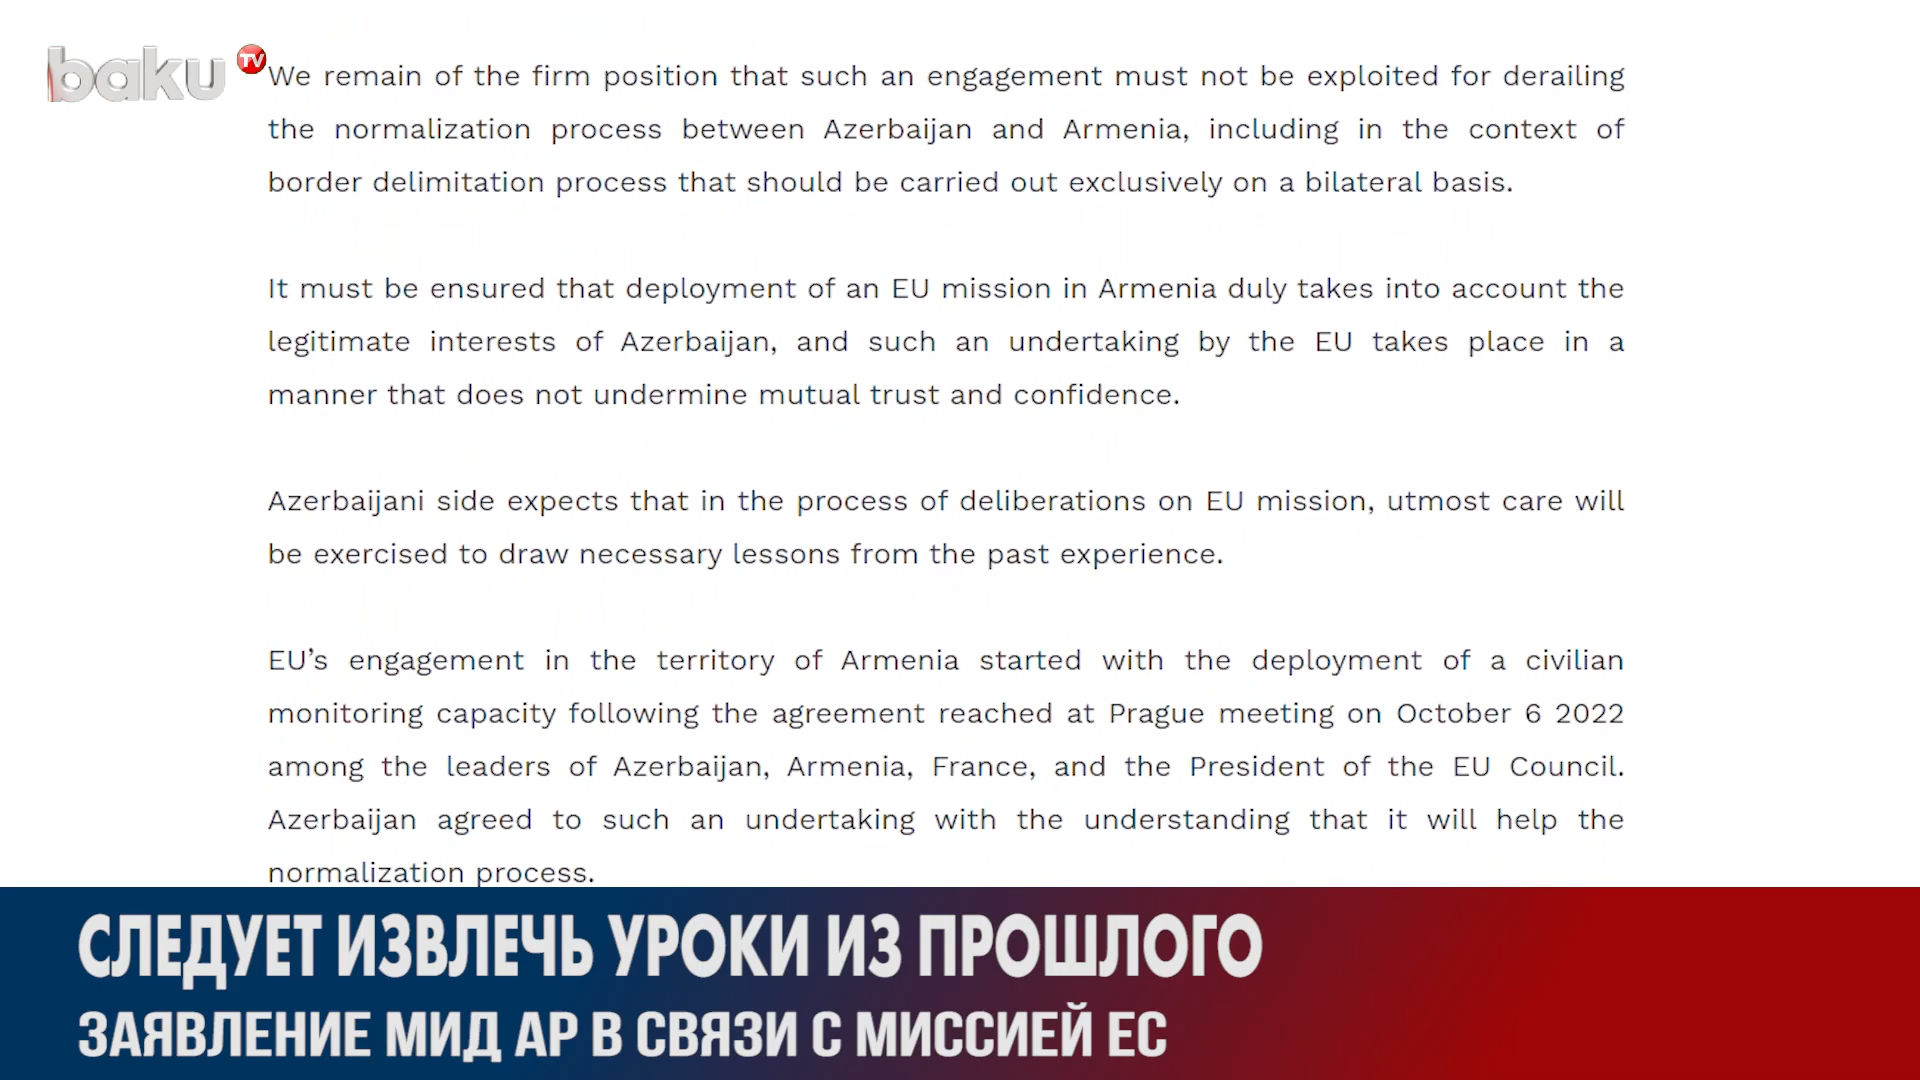 baku TV
We remain of the firm position that such an engagement must not be exploited for derailing
the normalization process between Azerbaijan and Armenia, including in the context of
border delimitation process that should be carried out exclusively on a bilateral basis.
It must be ensured that deployment of an EU mission in Armenia duly takes into account the
legitimate interests of Azerbaijan, and such an undertaking by the EU takes place in a
manner that does not undermine mutual trust and confidence.
Azerbaijani side expects that in the process of deliberations on EU mission, utmost care will
be exercised to draw necessary lessons from the past experience.
EU’s engagement in the territory of Armenia started with the deployment of a civilian
monitoring capacity following the agreement reached at Prague meeting on October 6 2022
among the leaders of Azerbaijan, Armenia, France, and the President of the EU Council.
Azerbaijan agreed to such an undertaking with the understanding that it will help the
normalization process.
СЛЕДУЕТ ИЗВЛЕЧЬ УРОКИ ИЗ ПРОШЛОГО
ЗАЯВЛЕНИЕ МИД АР В СВЯЗИ С МИССИЕЙ ЕС